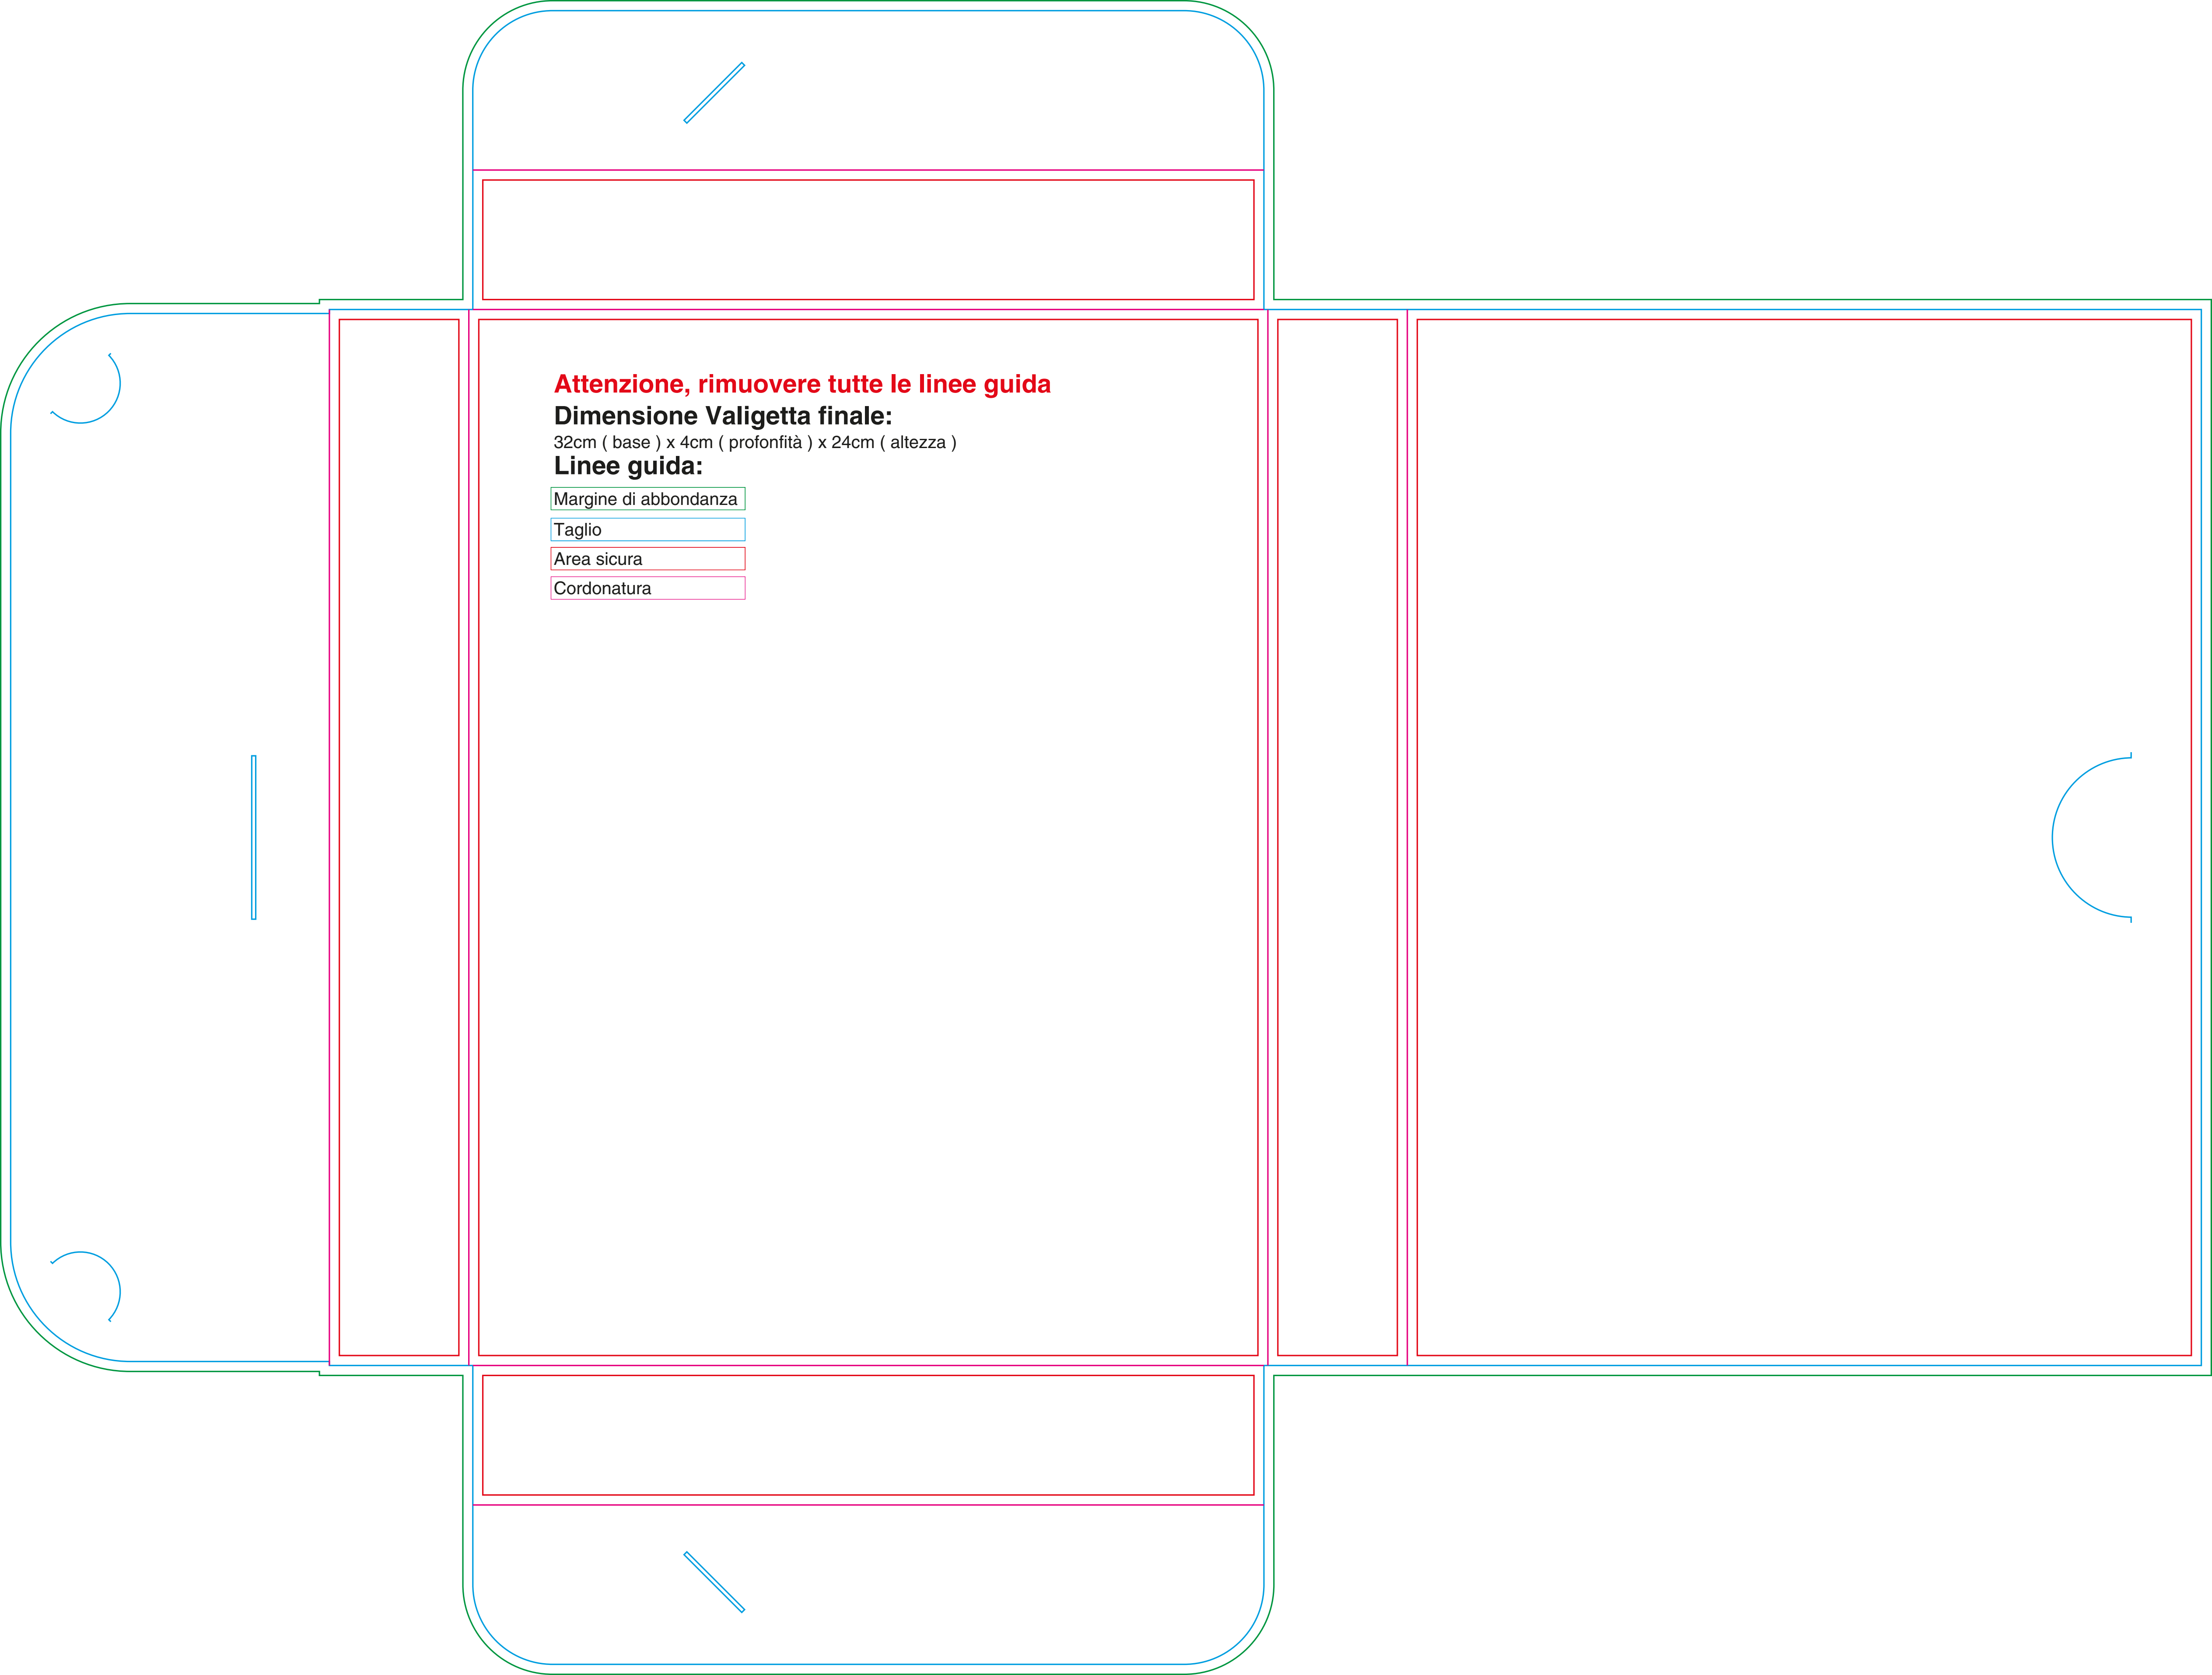 Attenzione, rimuovere tutte le linee guida
Dimensione Valigetta finale:
32cm ( base ) x 4cm ( profonfità ) x 24cm ( altezza )
Linee guida:
Margine di abbondanza
Taglio
Area sicura
Cordonatura